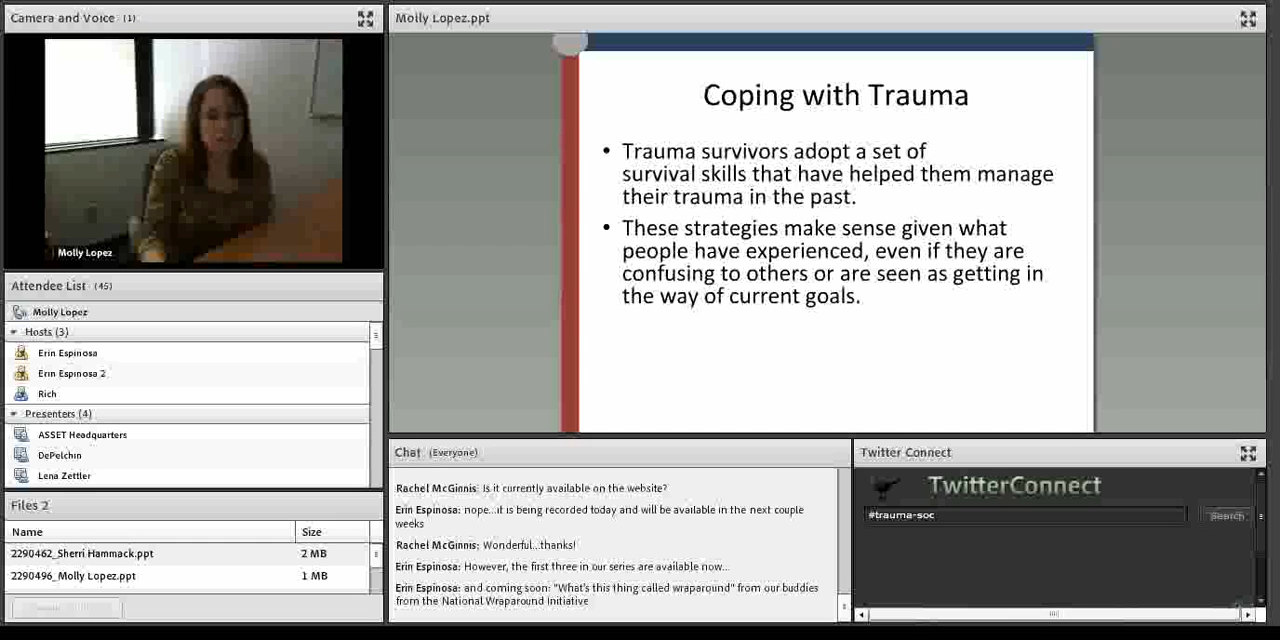 Camera and Voice (1)
Molly Lopez
Attendee List (45)
Molly Lopez
Hosts (3)
Erin Espinosa
Erin Espinosa 2
Rich
Presenters (4)
ASSET Headquarters
DePelchin
Lena Zettler
Files 2
Name Size
2290462_Sherri Hammack.ppt 2 MB
2290496_Molly Lopez.ppt 1 MB
Molly Lopez.ppt
Coping with Trauma
• Trauma survivors adopt a set of
survival skills that have helped them manage
their trauma in the past.
• These strategies make sense given what
people have experienced, even if they are
confusing to others or are seen as getting in
the way of current goals.
Chat (Everyone)
Rachel McGinnis: Is it currently available on the website?
Erin Espinosa: nope...it is being recorded today and will be available in the next couple
weeks
Rachel McGinnis: Wonderful...thanks!
Erin Espinosa: However, the first three in our series are available now...
Erin Espinosa: and coming soon: "What's this thing called wraparound" from our buddies
from the National Wraparound Initiative
Twitter Connect
TwitterConnect
#trauma-soc Search